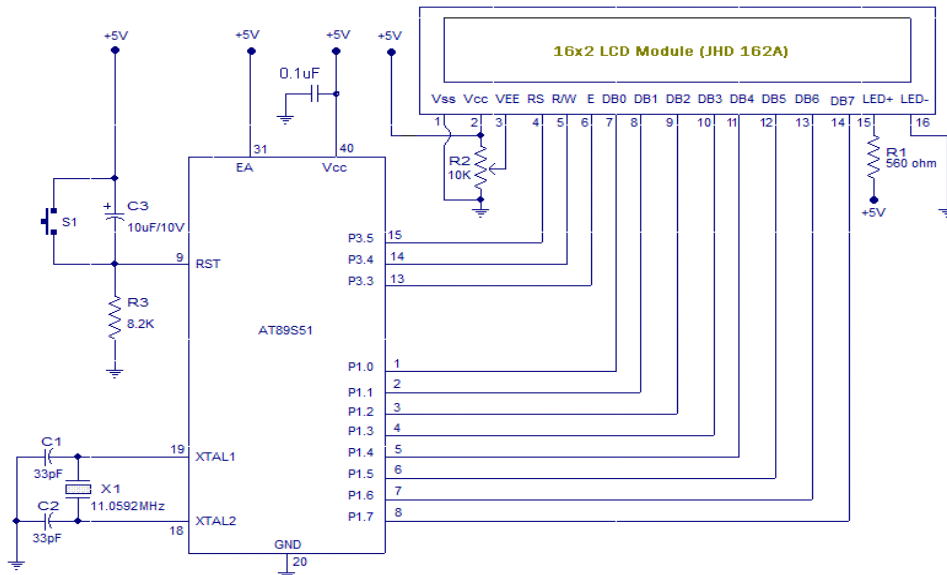 +5V
+5V
+5V
+5V
16x2 LCD Module (JHD 162A)
0.1uF
Vss Vcc VEE RS R/W E DB0 DB1 DB2 DB3 DB4 DB5 DB6 DB7 LED+ LED-
1 2 3 4 5 6 7 8 9 10 11 12 13 14 15 16
31
40
EA
Vcc
R2
10K
R1
560 ohm
+5V
S1
+
C3
10uF/10V
9
RST
R3
8.2K
AT89S51
P3.5
15
P3.4
14
P3.3
13
P1.0
1
P1.1
2
P1.2
3
P1.3
4
P1.4
5
P1.5
6
P1.6
7
P1.7
8
C1
33pF
19
XTAL1
X1
11.0592MHz
C2
33pF
18
XTAL2
GND
20